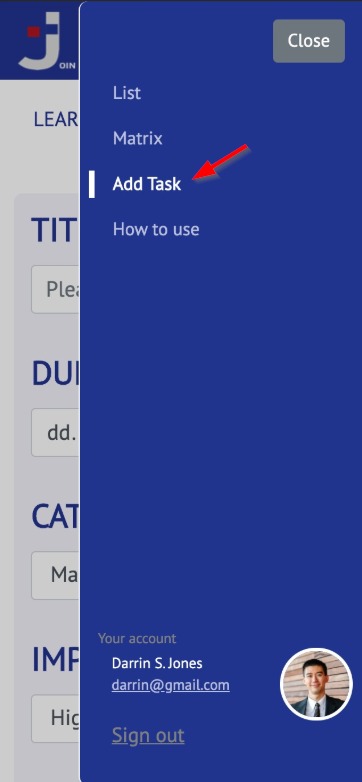 J
OIN
Close
List
LEAR
Matrix
Add Task
How to use
TIT
Plea
DUI
dd.
CAT
Ma
IMP
Hig
Your account
Darrin S. Jones
darrin@gmail.com
Sign out